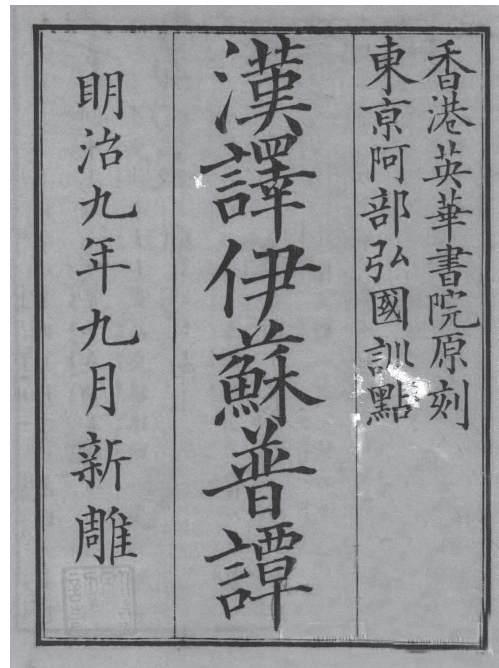 香港英華書院原刻
東京阿部弘國訓點
漢譯伊蘇普譚
明治九年九月新雕